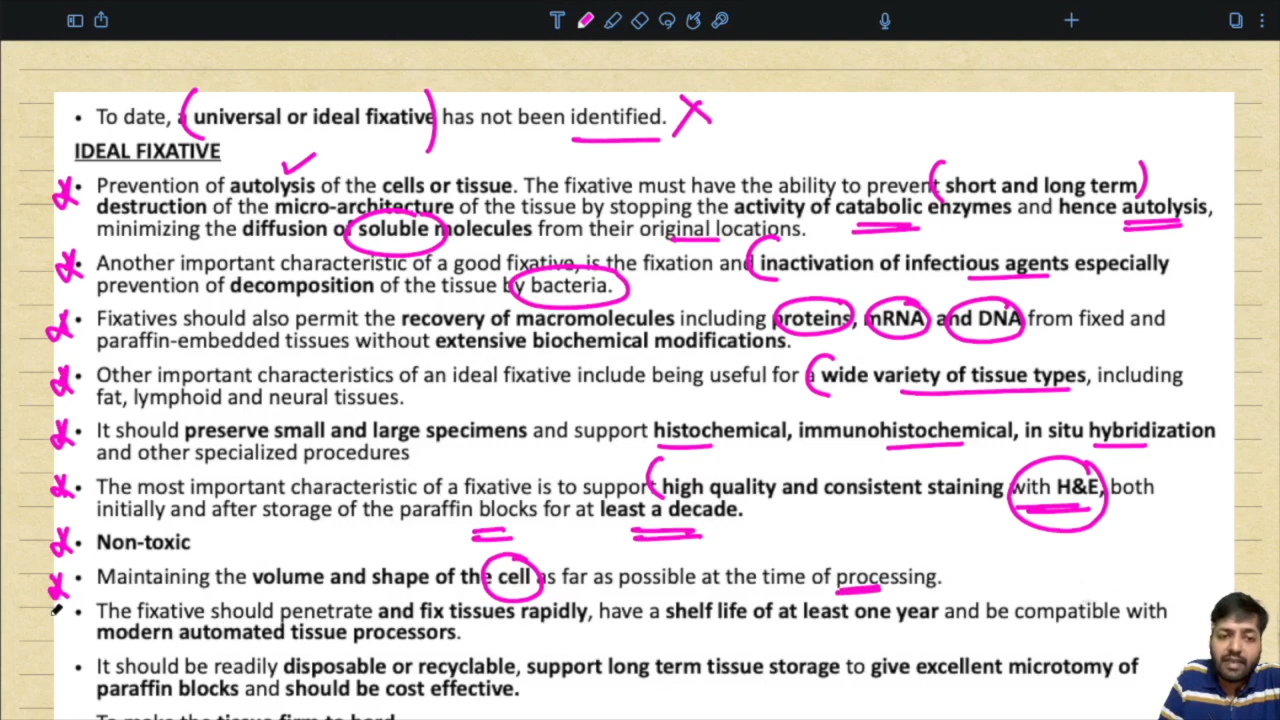 • To date, a universal or ideal fixative has not been identified.
IDEAL FIXATIVE
• Prevention of autolysis of the cells or tissue. The fixative must have the ability to prevent short and long term
destruction of the micro-architecture of the tissue by stopping the activity of catabolic enzymes and hence autolysis,
minimizing the diffusion of soluble molecules from their original locations.
• Another important characteristic of a good fixative, is the fixation and inactivation of infectious agents especially
prevention of decomposition of the tissue by bacteria.
• Fixatives should also permit the recovery of macromolecules including proteins, mRNA and DNA from fixed and
paraffin-embedded tissues without extensive biochemical modifications.
• Other important characteristics of an ideal fixative include being useful for a wide variety of tissue types, including
fat, lymphoid and neural tissues.
• It should preserve small and large specimens and support histochemical, immunohistochemical, in situ hybridization
and other specialized procedures
• The most important characteristic of a fixative is to support high quality and consistent staining with H&E, both
initially and after storage of the paraffin blocks for at least a decade.
• Non-toxic
• Maintaining the volume and shape of the cell as far as possible at the time of processing.
• The fixative should penetrate and fix tissues rapidly, have a shelf life of at least one year and be compatible with
modern automated tissue processors.
• It should be readily disposable or recyclable, support long term tissue storage to give excellent microtomy of
paraffin blocks and should be cost effective.
To make the tissue firm to hard